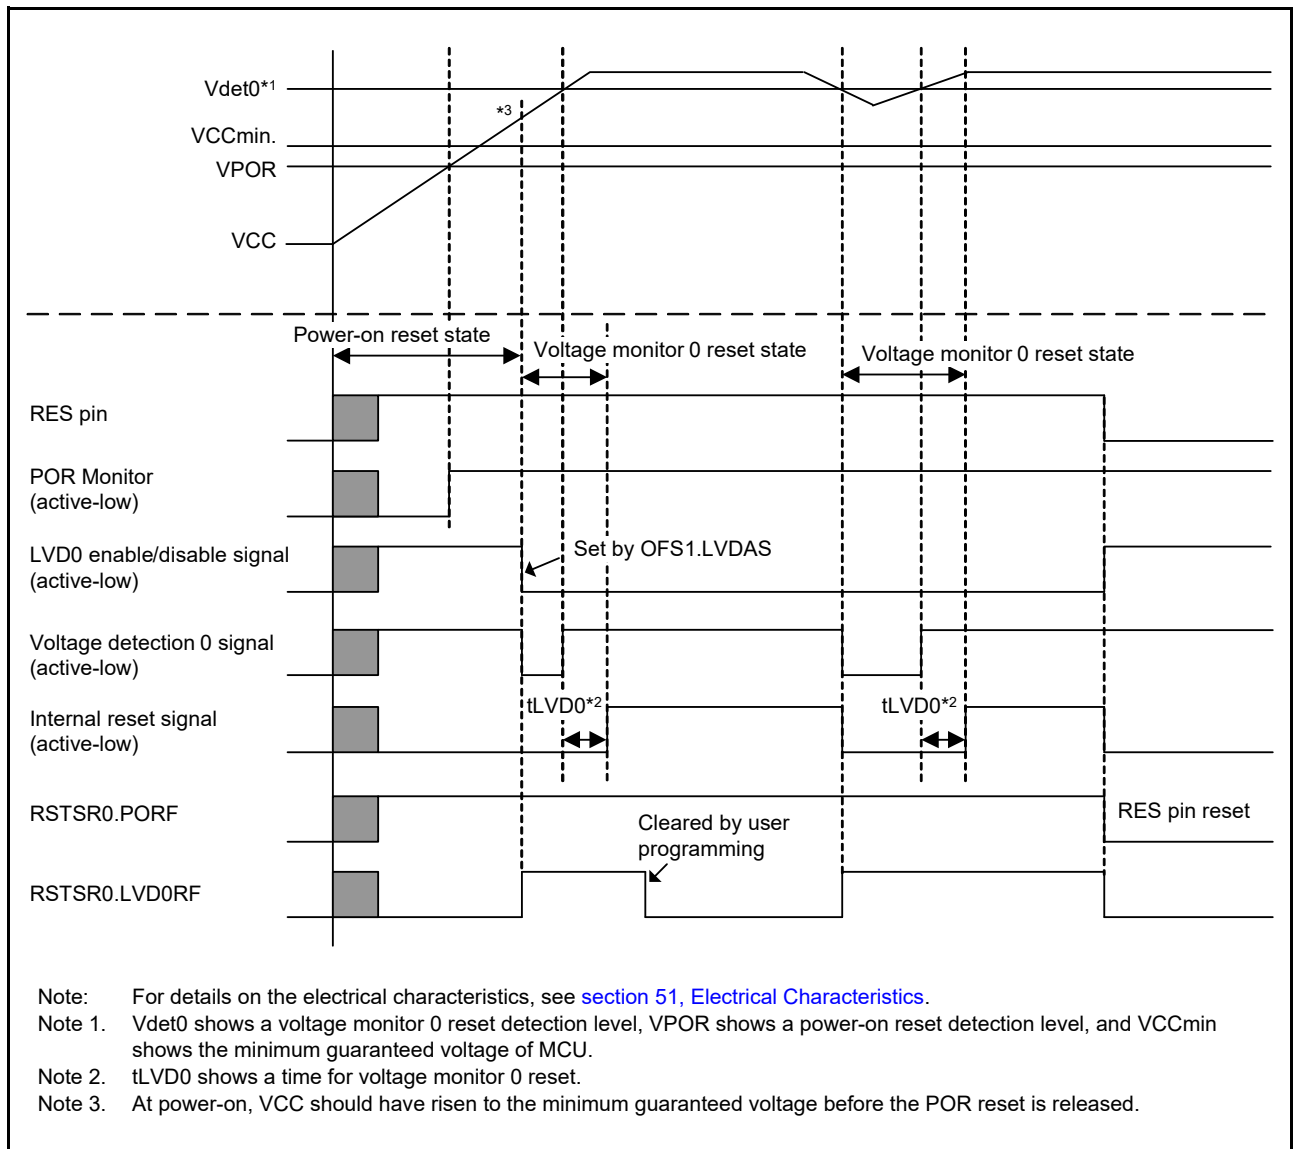 Vdet0*1
*3
VCCmin.
VPOR
VCC
Power-on reset state
Voltage monitor 0 reset state
Voltage monitor 0 reset state
RES pin
POR Monitor
(active-low)
LVD0 enable/disable signal
(active-low)
Set by OFS1.LVDAS
Voltage detection 0 signal
(active-low)
tLVD0*2
tLVD0*2
Internal reset signal
(active-low)
RSTSR0.PORF
RES pin reset
Cleared by user
programming
RSTSR0.LVD0RF
Note: For details on the electrical characteristics, see section 51, Electrical Characteristics.
Note 1. Vdet0 shows a voltage monitor 0 reset detection level, VPOR shows a power-on reset detection level, and VCCmin
shows the minimum guaranteed voltage of MCU.
Note 2. tLVD0 shows a time for voltage monitor 0 reset.
Note 3. At power-on, VCC should have risen to the minimum guaranteed voltage before the POR reset is released.